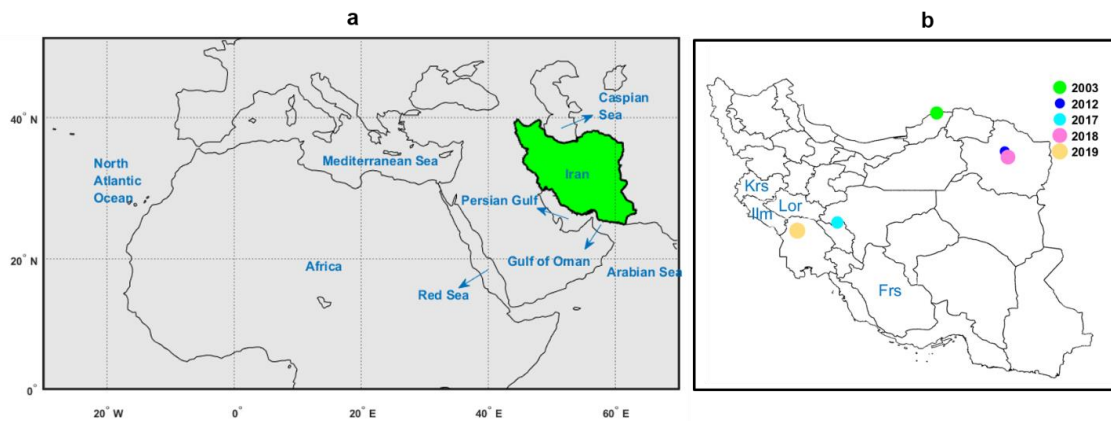 a
Caspian
Sea
40°N
North
Atlantic
Ocean
Mediterranean Sea
Iran
Persian Gulf
20°N
Africa
Gulf of Oman
Arabian Sea
Red Sea
0°
20°W
0°
20°E
40°E
60°E
b
2003
2012
2017
2018
2019
Krs
Ilm
Lor
Frs